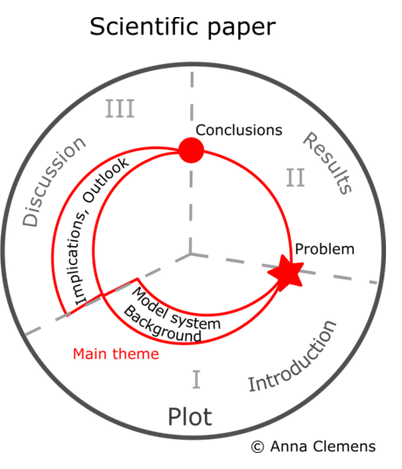 Scientific paper
III
Conclusions
Discussion
Results
Implications, Outlook
II
Problem
Model system
Background
Main theme
I
Introduction
Plot
© Anna Clemens